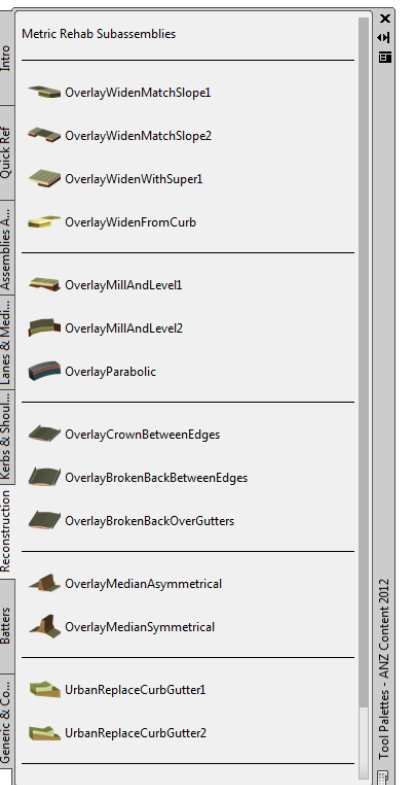 Metric Rehab Subassemblies
OverlayWidenMatchSlope1
OverlayWidenMatchSlope2
OverlayWidenWithSuper1
OverlayWidenFromCurb
OverlayMillAndLevel1
OverlayMillAndLevel2
OverlayParabolic
OverlayCrownBetweenEdges
OverlayBrokenBackBetweenEdges
OverlayBrokenBackOverGutters
OverlayMedianAsymmetrical
OverlayMedianSymmetrical
UrbanReplaceCurbGutter1
UrbanReplaceCurbGutter2
Intro
Quick Ref
Assemblies A...
Lanes & Medi...
Kerbs & Shoul...
Reconstruction
Batters
Generic & Co...
Tool Palettes - ANZ Content 2012